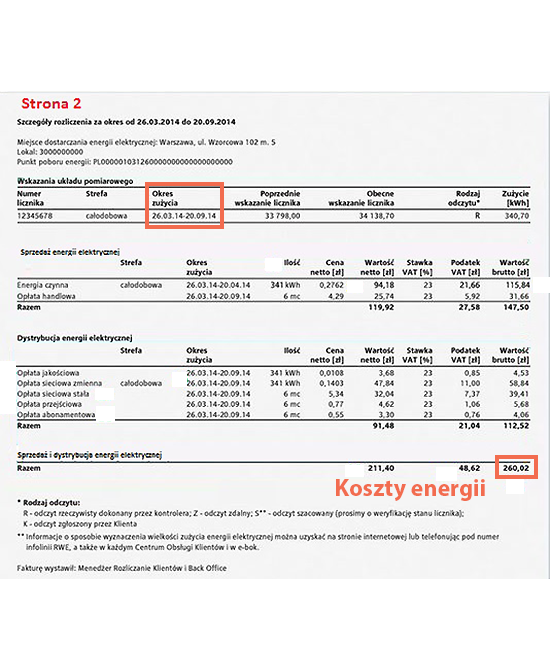 Strona 2
Szczegóły rozliczenia za okres od 26.03.2014 do 20.09.2014
Miejsce dostarczania energii elektrycznej: Warszawa, ul. Wzorcowa 102 m. 5
Lokal: 3000000000
Punkt poboru energii: PL0000010312600000000000000000000
Wskazania układu pomiarowego
Numer licznika Strefa Okres zużycia Poprzednie wskazanie licznika Obecne wskazanie licznika Rodzaj odczytu* Zużycie [kWh]
12345678 całodobowa 26.03.14-20.09.14 33 798,00 34 138,70 R 340,70
Sprzedaż energii elektrycznej
Strefa Okres zużycia Ilość Cena netto [zł] Wartość netto [zł] Stawka VAT [%] Podatek VAT [zł] Wartość brutto [zł]
Energia czynna całodobowa 26.03.14-20.04.14 341 kWh 0,2762 94,18 23 21,66 115,84
Opłata handlowa 26.03.14-20.09.14 6 mc 4,29 25,74 23 5,92 31,66
Razem 119,92 27,58 147,50
Dystrybucja energii elektrycznej
Strefa Okres zużycia Ilość Cena netto [zł] Wartość netto [zł] Stawka VAT [%] Podatek VAT [zł] Wartość brutto [zł]
Opłata jakościowa 26.03.14-20.09.14 341 kWh 0,0108 3,68 23 0,85 4,53
Opłata sieciowa zmienna całodobowa 26.03.14-20.09.14 341 kWh 0,1403 47,84 23 11,00 58,84
Opłata sieciowa stała 26.03.14-20.09.14 6 mc 5,34 32,04 23 7,37 39,41
Opłata przejściowa 26.03.14-20.09.14 6 mc 0,77 4,62 23 1,06 5,68
Opłata abonamentowa 26.03.14-20.09.14 6 mc 0,55 3,30 23 0,76 4,06
Razem 91,48 21,04 112,52
Sprzedaż i dystrybucja energii elektrycznej
Razem 211,40 48,62 260,02
Koszty energii
* Rodzaj odczytu:
R - odczyt rzeczywisty dokonany przez kontrolera; Z - odczyt zdalny; S** - odczyt szacowany (prosimy o weryfikację stanu licznika);
K - odczyt zgłoszony przez Klienta
** Informacje o sposobie wyznaczenia wielkości zużycia energii elektrycznej można uzyskać na stronie internetowej lub telefonując pod numer
infolinii RWE, a także w każdym Centrum Obsługi Klientów i w e-bok.
Fakturę wystawił: Menedżer Rozliczanie Klientów i Back Office